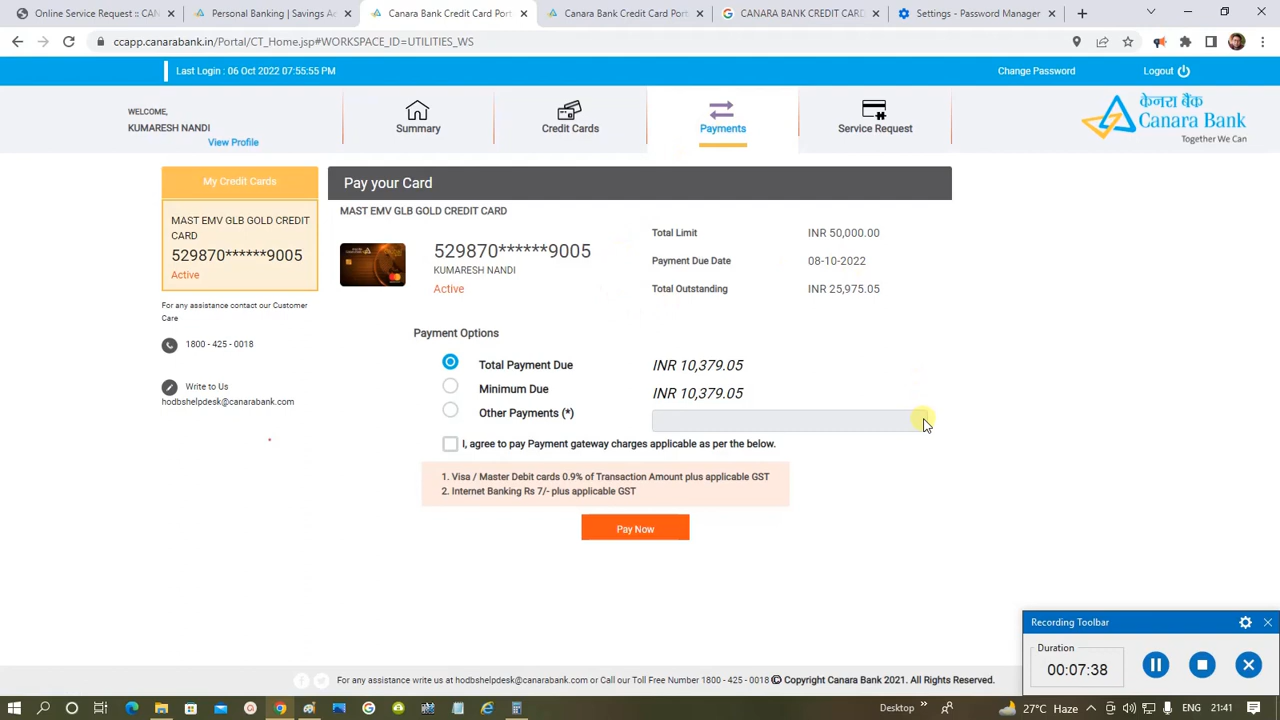 Online Service Request :: CAN
Personal Banking | Savings Ac
Canara Bank Credit Card Port
Canara Bank Credit Card Port
CANARA BANK CREDIT CARD
Settings - Password Manager
ccapp.canarabank.in/Portal/CT_Home.jsp#WORKSPACE_ID=UTILITIES_WS
Last Login : 06 Oct 2022 07:55:55 PM
Change Password
Logout
WELCOME,
KUMARESH NANDI
View Profile
Summary
Credit Cards
Payments
Service Request
केनरा बैंक
Canara Bank
Together We Can
My Credit Cards
MAST EMV GLB GOLD CREDIT
CARD
529870******9005
Active
For any assistance contact our Customer
Care
1800 - 425 - 0018
Write to Us
hodbshelpdesk@canarabank.com
Pay your Card
MAST EMV GLB GOLD CREDIT CARD
529870******9005
KUMARESH NANDI
Active
Total Limit INR 50,000.00
Payment Due Date 08-10-2022
Total Outstanding INR 25,975.05
Payment Options
Total Payment Due INR 10,379.05
Minimum Due INR 10,379.05
Other Payments (*)
I, agree to pay Payment gateway charges applicable as per the below.
1. Visa / Master Debit cards 0.9% of Transaction Amount plus applicable GST
2. Internet Banking Rs 7/- plus applicable GST
Pay Now
Recording Toolbar
Duration
00:07:38
For any assistance write us at hodbshelpdesk@canarabank.com or Call our Toll Free Number 1800 - 425 - 0018 © Copyright Canara Bank 2021. All Rights Reserved.
Desktop
27°C Haze
ENG
21:41